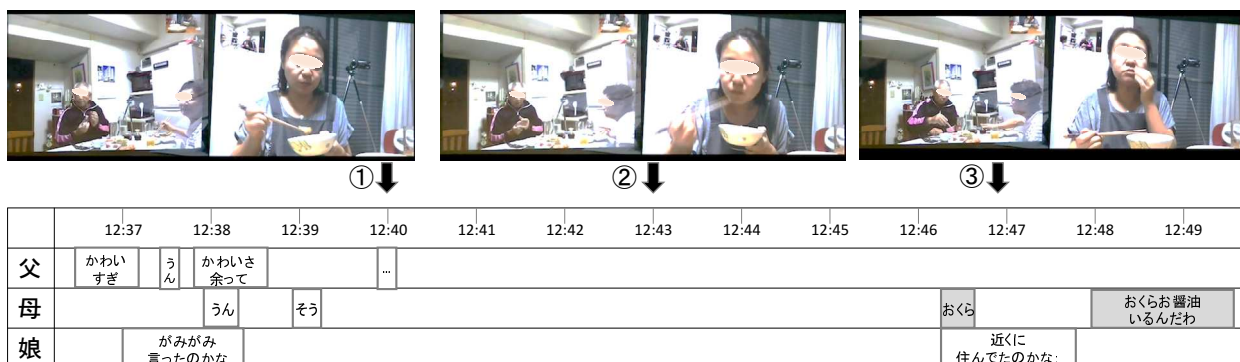 ① ② ③
12:37 12:38 12:39 12:40 12:41 12:42 12:43 12:44 12:45 12:46 12:47 12:48 12:49
父
かわい
すぎ
うん
かわいさ
余って
...
母
うん
そう
おくら
おくらお醤油
いるんだわ
娘
がみがみ
言ったのかな
近くに
住んでたのかな: